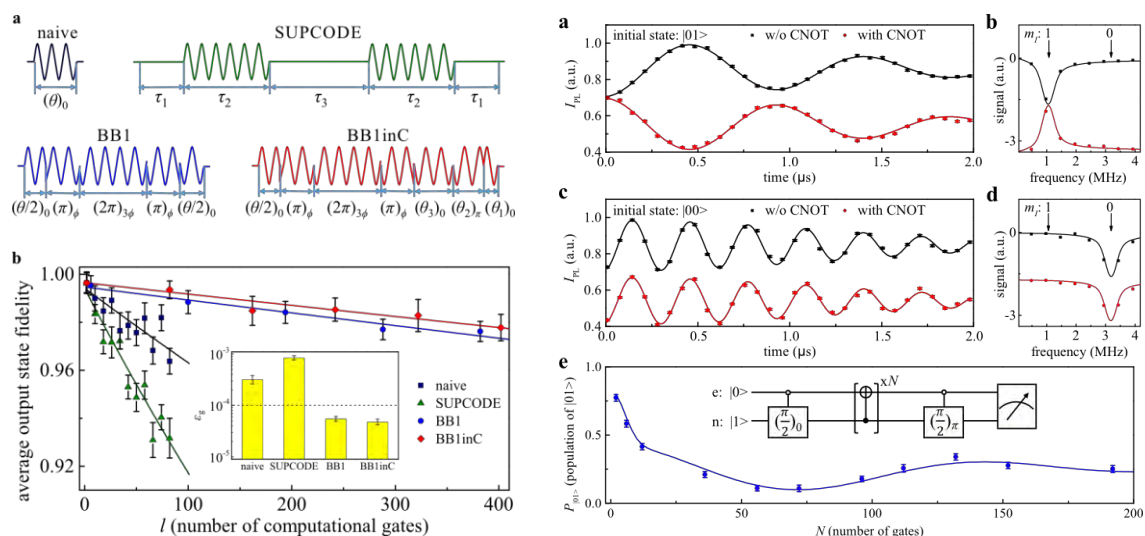 a
naive
SUPCODE
(θ)₀
τ₁ τ₂ τ₃ τ₂ τ₁
BB1
BB1inC
(θ/2)₀ (π)ϕ (2π)₃ϕ (π)ϕ (θ/2)₀
(θ/2)₀ (π)ϕ (2π)₃ϕ (π)ϕ (θ₃)₀ (θ₂)π (θ₁)₀
b
average output state fidelity
1.00
0.96
0.92
0 100 200 300 400
l (number of computational gates)
naive
SUPCODE
BB1
BB1inC
εg
10⁻³
10⁻⁴
10⁻⁵
naive SUPCODE BB1 BB1inC
a
initial state: |01>
w/o CNOT
with CNOT
I_PL (a.u.)
1.0
0.8
0.6
0.4
0.0 0.5 1.0 1.5 2.0
time (μs)
b
m_I: 1 0
signal (a.u.)
0
-3
1 2 3 4
frequency (MHz)
c
initial state: |00>
w/o CNOT
with CNOT
I_PL (a.u.)
1.0
0.8
0.6
0.4
0.0 0.5 1.0 1.5 2.0
time (μs)
d
m_I: 1 0
signal (a.u.)
0
-3
1 2 3 4
frequency (MHz)
e
P|01> (population of |01>)
1.0
0.5
0.0
0 50 100 150 200
N (number of gates)
e: |0>
n: |1>
(π/2)₀
xN
(π/2)π